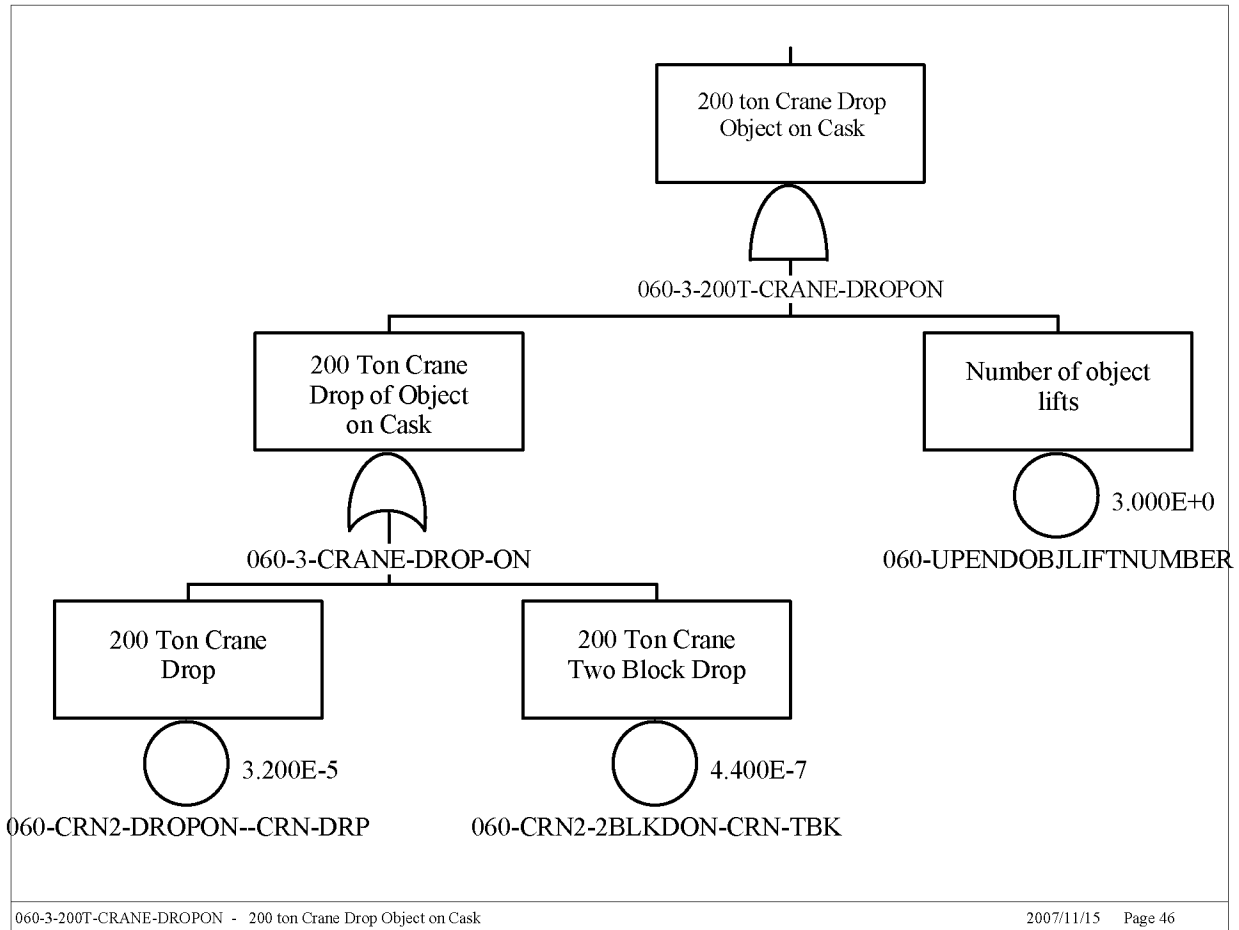 200 ton Crane Drop
Object on Cask
060-3-200T-CRANE-DROPON
200 Ton Crane
Drop of Object
on Cask
Number of object
lifts
3.000E+0
060-3-CRANE-DROP-ON
060-UPENDOBJLIFTNUMBER
200 Ton Crane
Drop
200 Ton Crane
Two Block Drop
3.200E-5
4.400E-7
060-CRN2-DROPON--CRN-DRP
060-CRN2-2BLKDON-CRN-TBK
060-3-200T-CRANE-DROPON - 200 ton Crane Drop Object on Cask
2007/11/15 Page 46